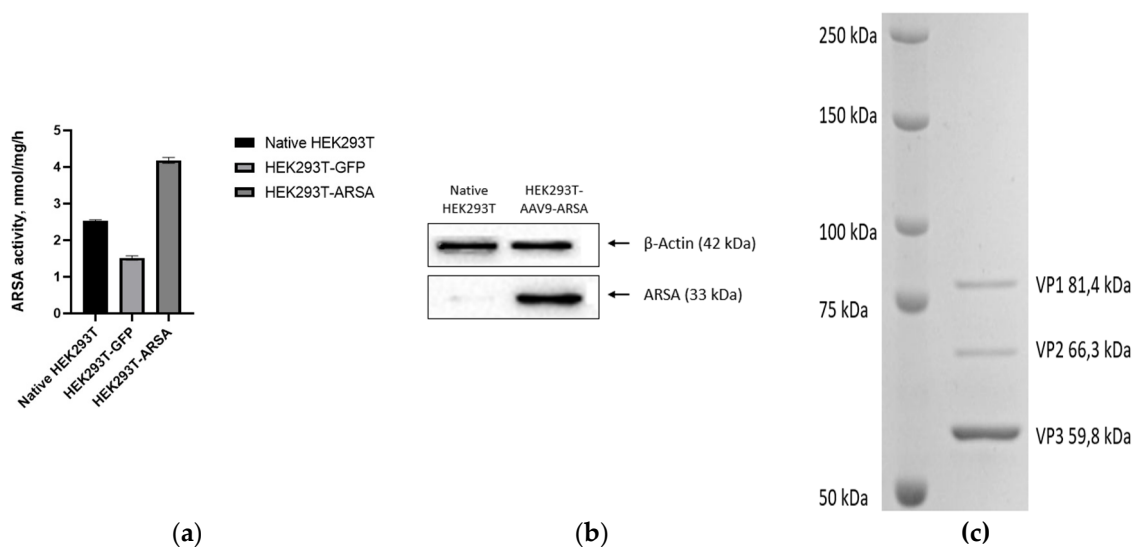 ARSA activity, nmol/mg/h
5
4
3
2
1
0
Native HEK293T
HEK293T-GFP
HEK293T-ARSA
Native HEK293T
HEK293T-GFP
HEK293T-ARSA
(a)
Native
HEK293T
HEK293T-
AAV9-ARSA
β-Actin (42 kDa)
ARSA (33 kDa)
(b)
250 kDa
150 kDa
100 kDa
75 kDa
50 kDa
VP1 81,4 kDa
VP2 66,3 kDa
VP3 59,8 kDa
(c)